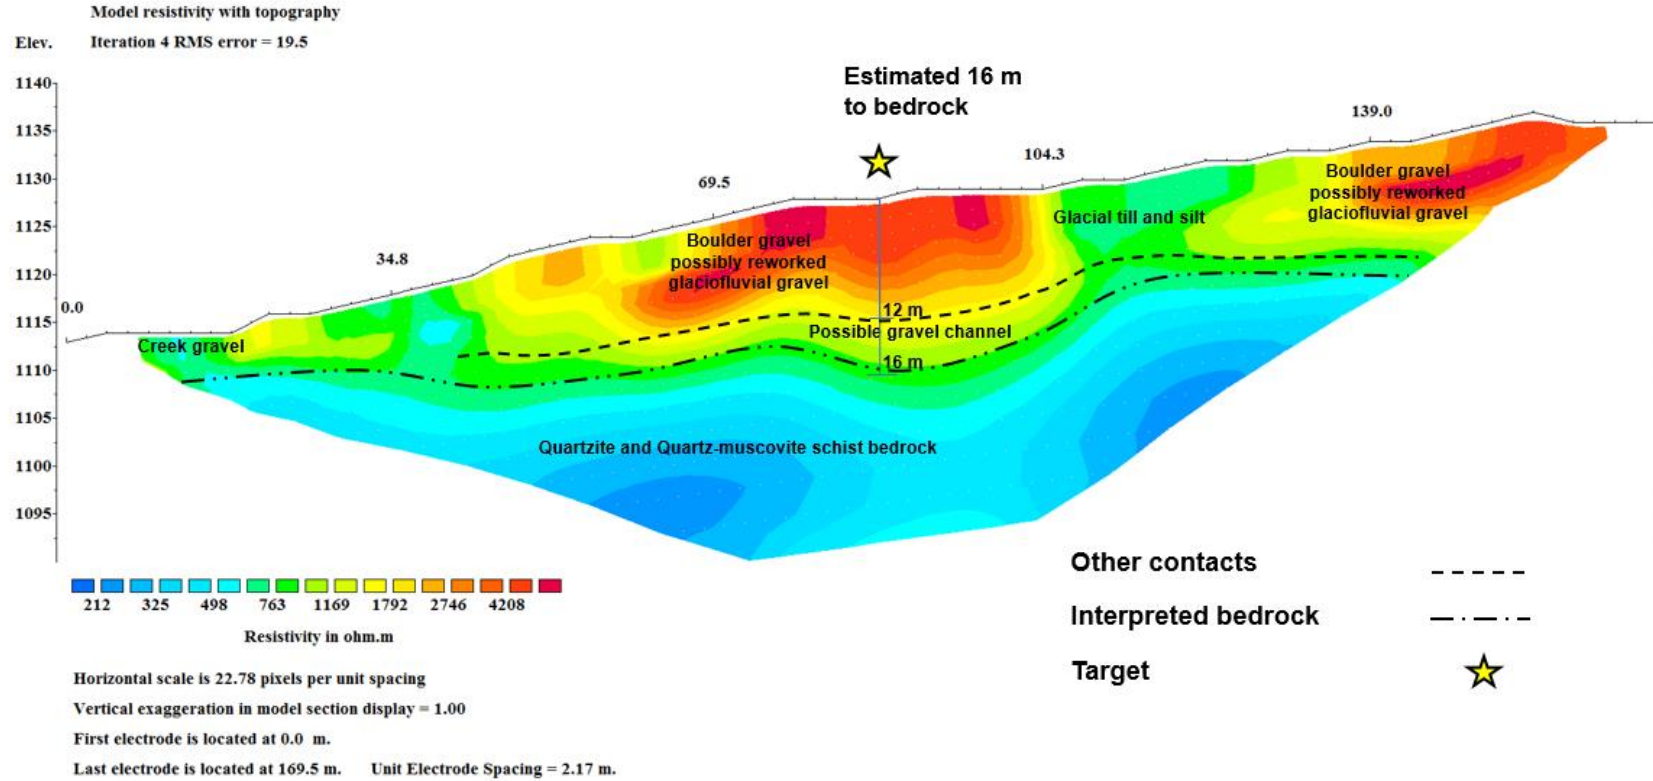 Model resistivity with topography
Elev. Iteration 4 RMS error = 19.5
1140
1135
1130
1125
1120
1115
1110
1105
1100
1095
0.0
34.8
69.5
104.3
139.0
Estimated 16 m
to bedrock
Creek gravel
Boulder gravel
possibly reworked
glaciofluvial gravel
12 m
Possible gravel channel
16 m
Glacial till and silt
Boulder gravel
possibly reworked
glaciofluvial gravel
Quartzite and Quartz-muscovite schist bedrock
212 325 498 763 1169 1792 2746 4208
Resistivity in ohm.m
Other contacts
Interpreted bedrock
Target
Horizontal scale is 22.78 pixels per unit spacing
Vertical exaggeration in model section display = 1.00
First electrode is located at 0.0 m.
Last electrode is located at 169.5 m. Unit Electrode Spacing = 2.17 m.